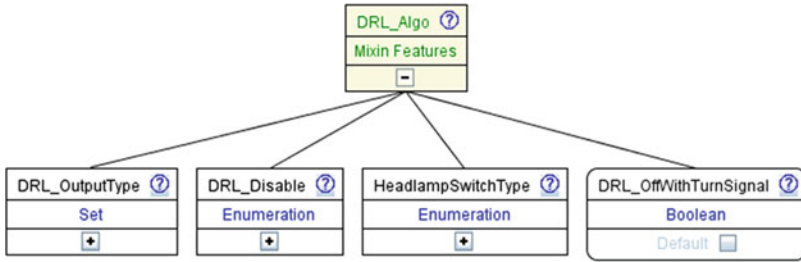 DRL_Algo ?
Mixin Features
DRL_OutputType ?
Set
DRL_Disable ?
Enumeration
HeadlampSwitchType ?
Enumeration
DRL_OffWithTurnSignal ?
Boolean
Default